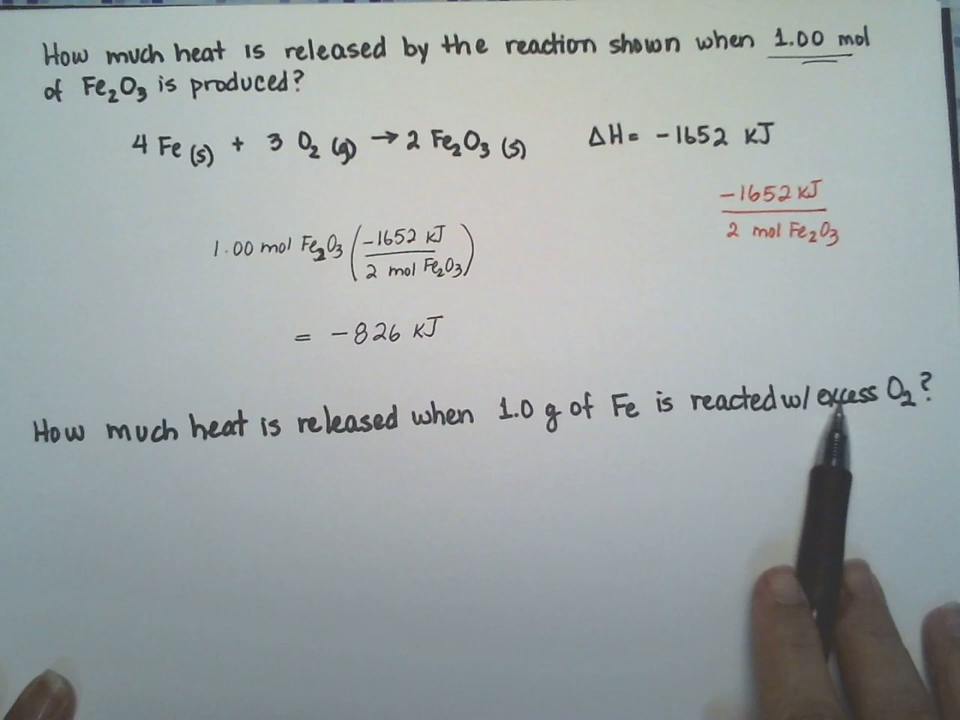 How much heat is released by the reaction shown when 1.00 mol
of Fe₂O₃ is produced?
4 Fe (s) + 3 O₂ (g) → 2 Fe₂O₃ (s) ΔH = -1652 kJ
-1652 kJ
2 mol Fe₂O₃
1.00 mol Fe₂O₃ (-1652 kJ / 2 mol Fe₂O₃)
= -826 kJ
How much heat is released when 1.0 g of Fe is reacted w/ excess O₂?